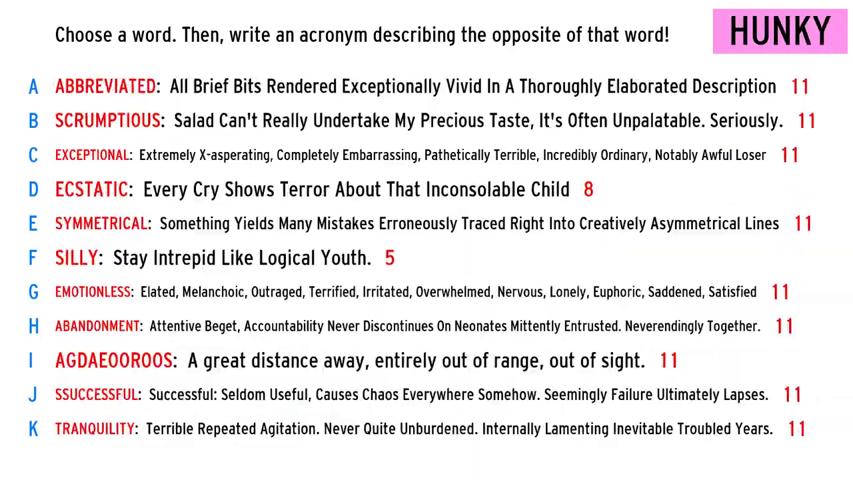 Choose a word. Then, write an acronym describing the opposite of that word!
HUNKY
A ABBREVIATED: All Brief Bits Rendered Exceptionally Vivid In A Thoroughly Elaborated Description 11
B SCRUMPTIOUS: Salad Can't Really Undertake My Precious Taste, It's Often Unpalatable. Seriously. 11
C EXCEPTIONAL: Extremely X-asperating, Completely Embarrassing, Pathetically Terrible, Incredibly Ordinary, Notably Awful Loser 11
D ECSTATIC: Every Cry Shows Terror About That Inconsolable Child 8
E SYMMETRICAL: Something Yields Many Mistakes Erroneously Traced Right Into Creatively Asymmetrical Lines 11
F SILLY: Stay Intrepid Like Logical Youth. 5
G EMOTIONLESS: Elated, Melanchoic, Outraged, Terrified, Irritated, Overwhelmed, Nervous, Lonely, Euphoric, Saddened, Satisfied 11
H ABANDONMENT: Attentive Beget, Accountability Never Discontinues On Neonates Mittently Entrusted. Neverendingly Together. 11
I AGDAEOOROOS: A great distance away, entirely out of range, out of sight. 11
J SSUCCESSFUL: Successful: Seldom Useful, Causes Chaos Everywhere Somehow. Seemingly Failure Ultimately Lapses. 11
K TRANQUILITY: Terrible Repeated Agitation. Never Quite Unburdened. Internally Lamenting Inevitable Troubled Years. 11